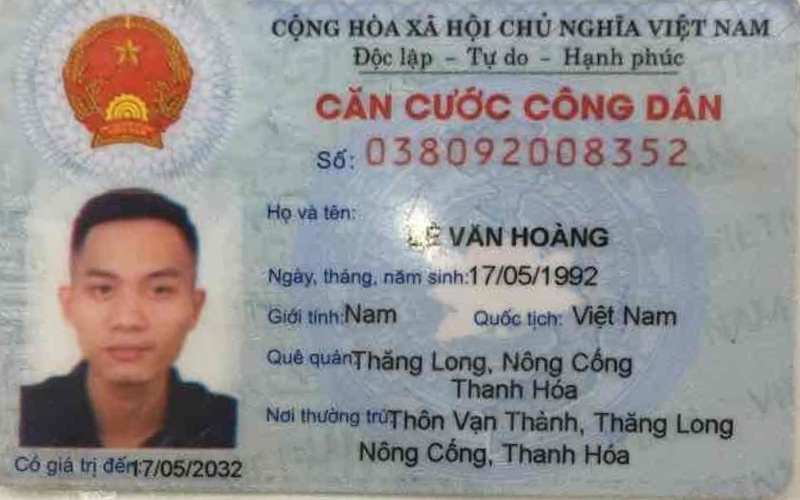 CỘNG HÒA XÃ HỘI CHỦ NGHĨA VIỆT NAM
Độc lập - Tự do - Hạnh phúc
CĂN CƯỚC CÔNG DÂN
Số: 038092008352
Họ và tên:
LÊ VĂN HOÀNG
Ngày, tháng, năm sinh:17/05/1992
Giới tính:Nam Quốc tịch: Việt Nam
Quê quán Thăng Long, Nông Cống
Thanh Hóa
Nơi thường trú Thôn Vạn Thành, Thăng Long
Nông Cống, Thanh Hóa
Có giá trị đến: 17/05/2032